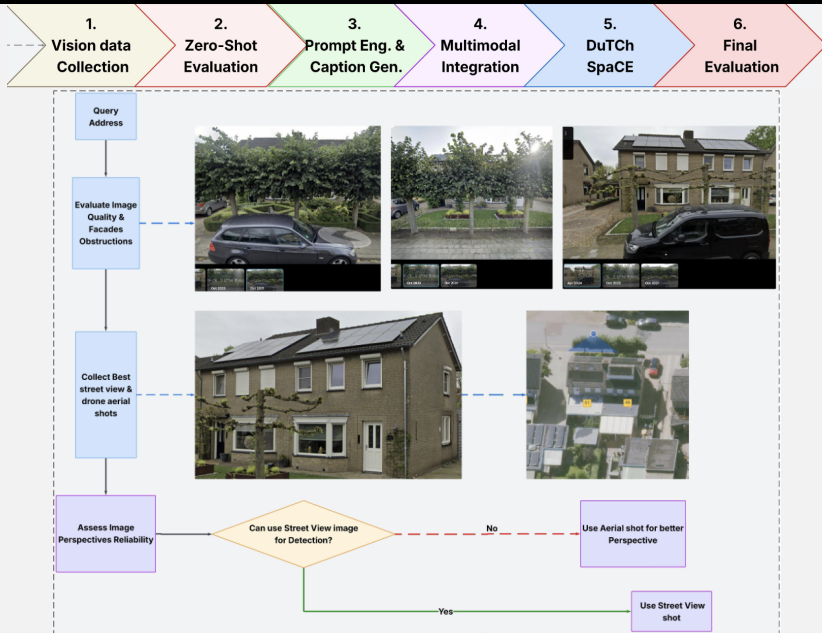 1.
Vision data
Collection
2.
Zero-Shot
Evaluation
3.
Prompt Eng. &
Caption Gen.
4.
Multimodal
Integration
5.
DuTCh
SpaCE
6.
Final
Evaluation
Query
Address
Evaluate Image
Quality &
Facades
Obstructions
Collect Best
street view &
drone aerial
shots
Assess Image
Perspectives Reliability
Can use Street View image
for Detection?
No
Use Aerial shot for better
Perspective
Yes
Use Street View
shot